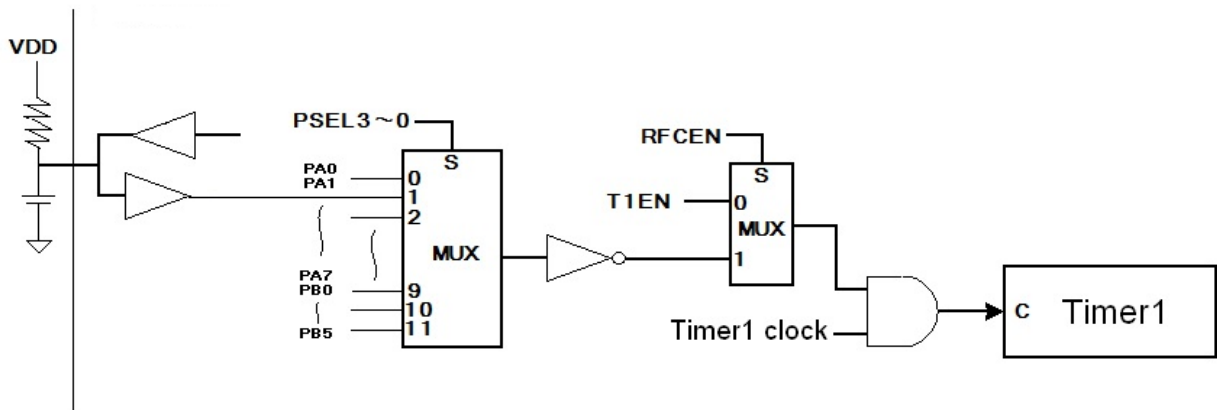 VDD
PSEL3~0
RFCEN
S
S
PA0
0
PA1
1
T1EN
0
2
MUX
MUX
1
PA7
PB0
9
10
PB5
11
Timer1 clock
C
Timer1